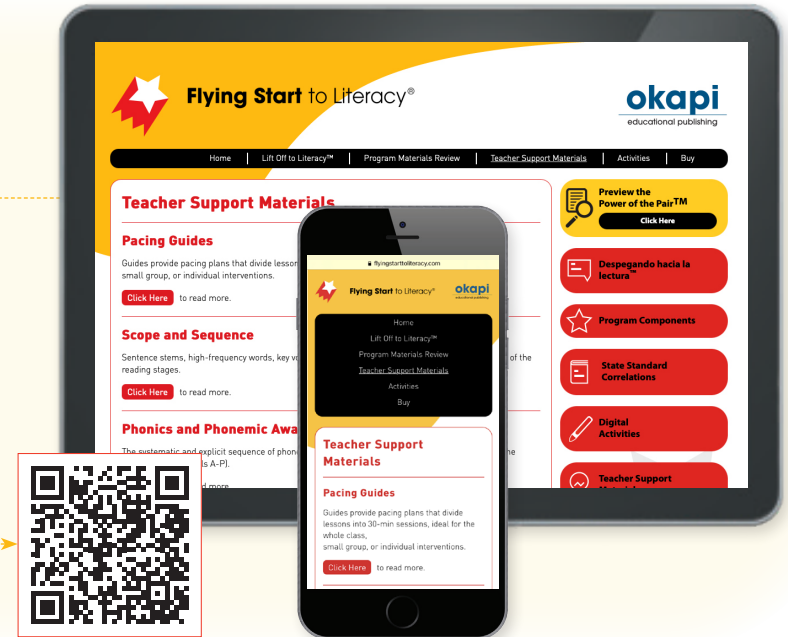 Flying Start to Literacy®
okapi
educational publishing
Home | Lift Off to Literacy™ | Program Materials Review | Teacher Support Materials | Activities | Buy
Teacher Support Materials
Pacing Guides
Guides provide pacing plans that divide lesson
small group, or individual interventions.
Click Here to read more.
Scope and Sequence
Sentence stems, high-frequency words, key vo
of the
reading stages.
Click Here to read more.
Phonics and Phonemic Awa
The systematic and explicit sequence of phon
he
ls A-P).
d more
Preview the
Power of the Pair™
Click Here
Despegando hacia la
lectura™
Program Components
State Standard
Correlations
Digital
Activities
Teacher Support
flyingstarttoliteracy.com
Flying Start to Literacy®
okapi
educational publishing
Home
Lift Off to Literacy™
Program Materials Review
Teacher Support Materials
Activities
Buy
Teacher Support
Materials
Pacing Guides
Guides provide pacing plans that divide
lessons into 30-min sessions, ideal for the
whole class,
small group, or individual interventions.
Click Here to read more.